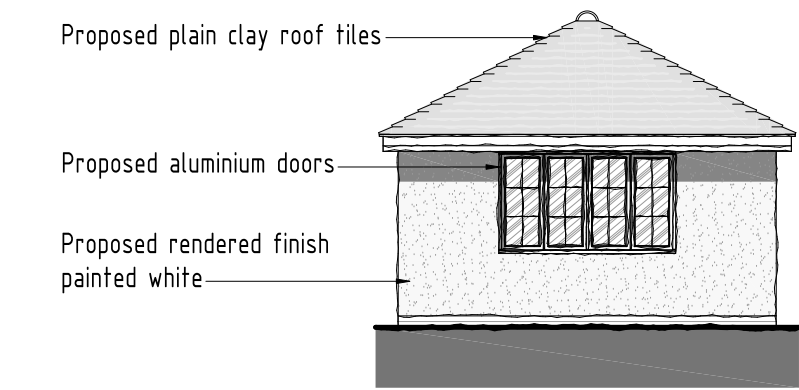 Proposed plain clay roof tiles
Proposed aluminium doors
Proposed rendered finish
painted white